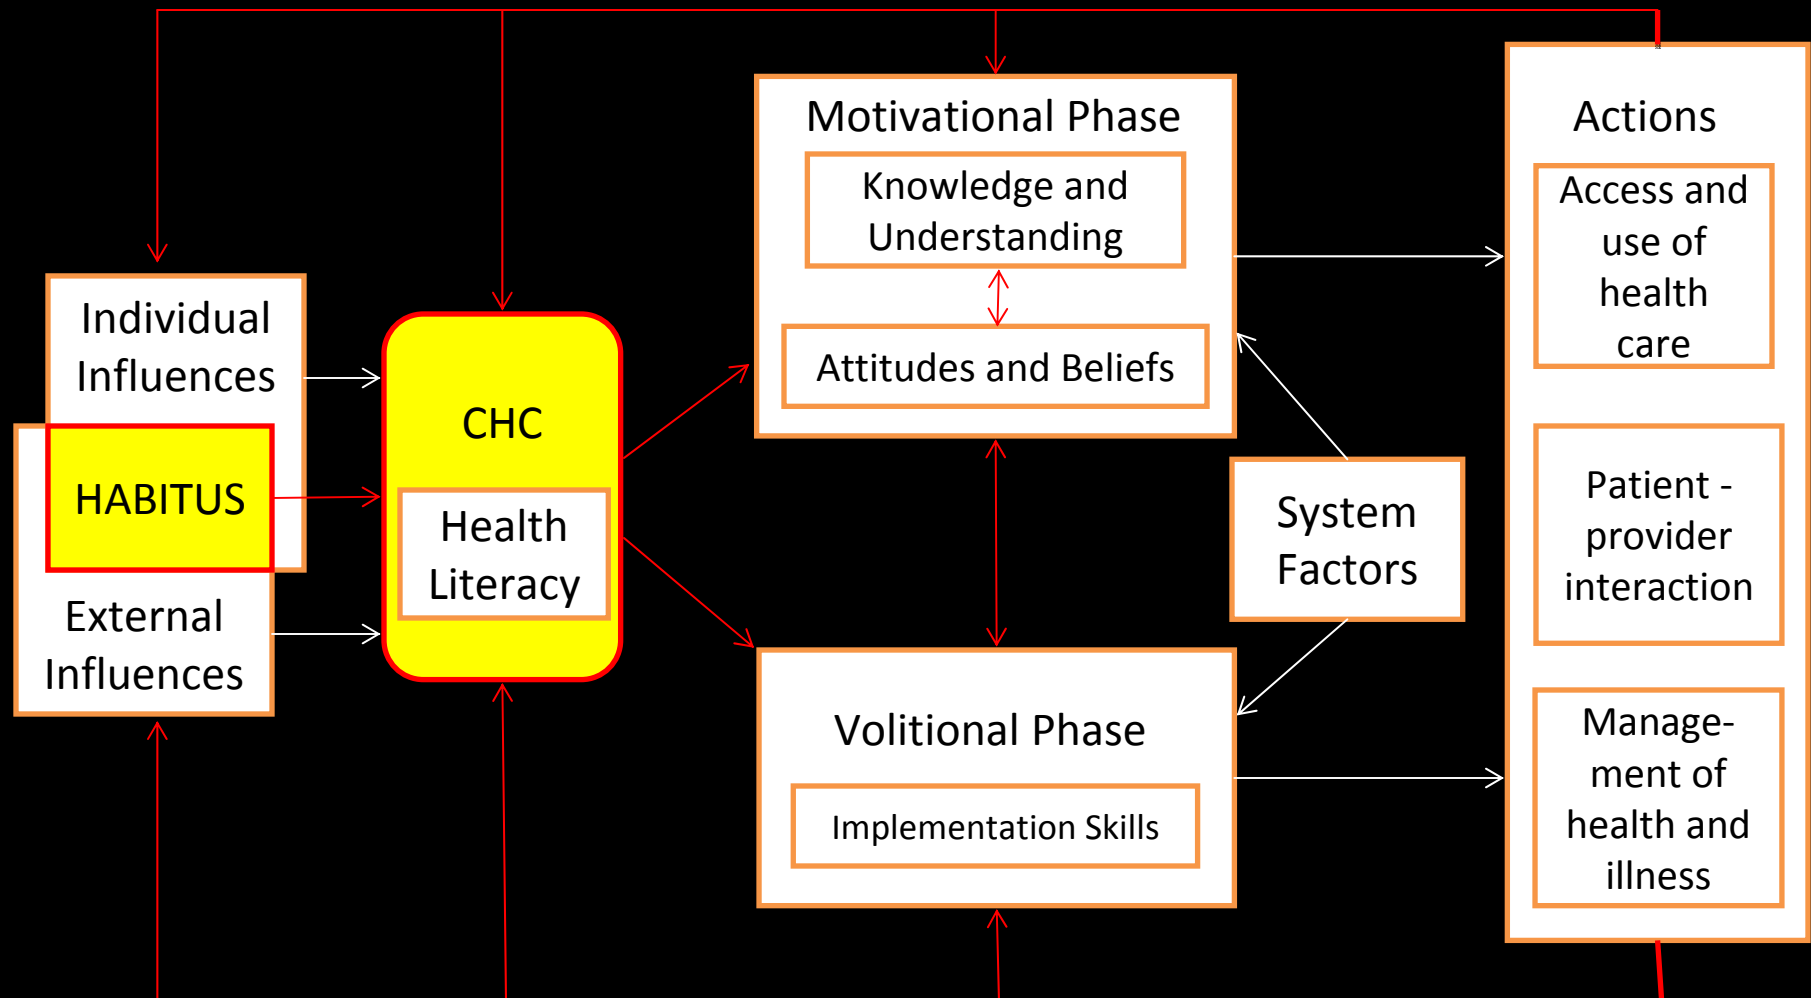 Individual
Influences
HABITUS
External
Influences
CHC
Health
Literacy
Motivational Phase
Knowledge and
Understanding
Attitudes and Beliefs
Volitional Phase
Implementation Skills
System
Factors
Actions
Access and
use of
health
care
Patient -
provider
interaction
Manage-
ment of
health and
illness